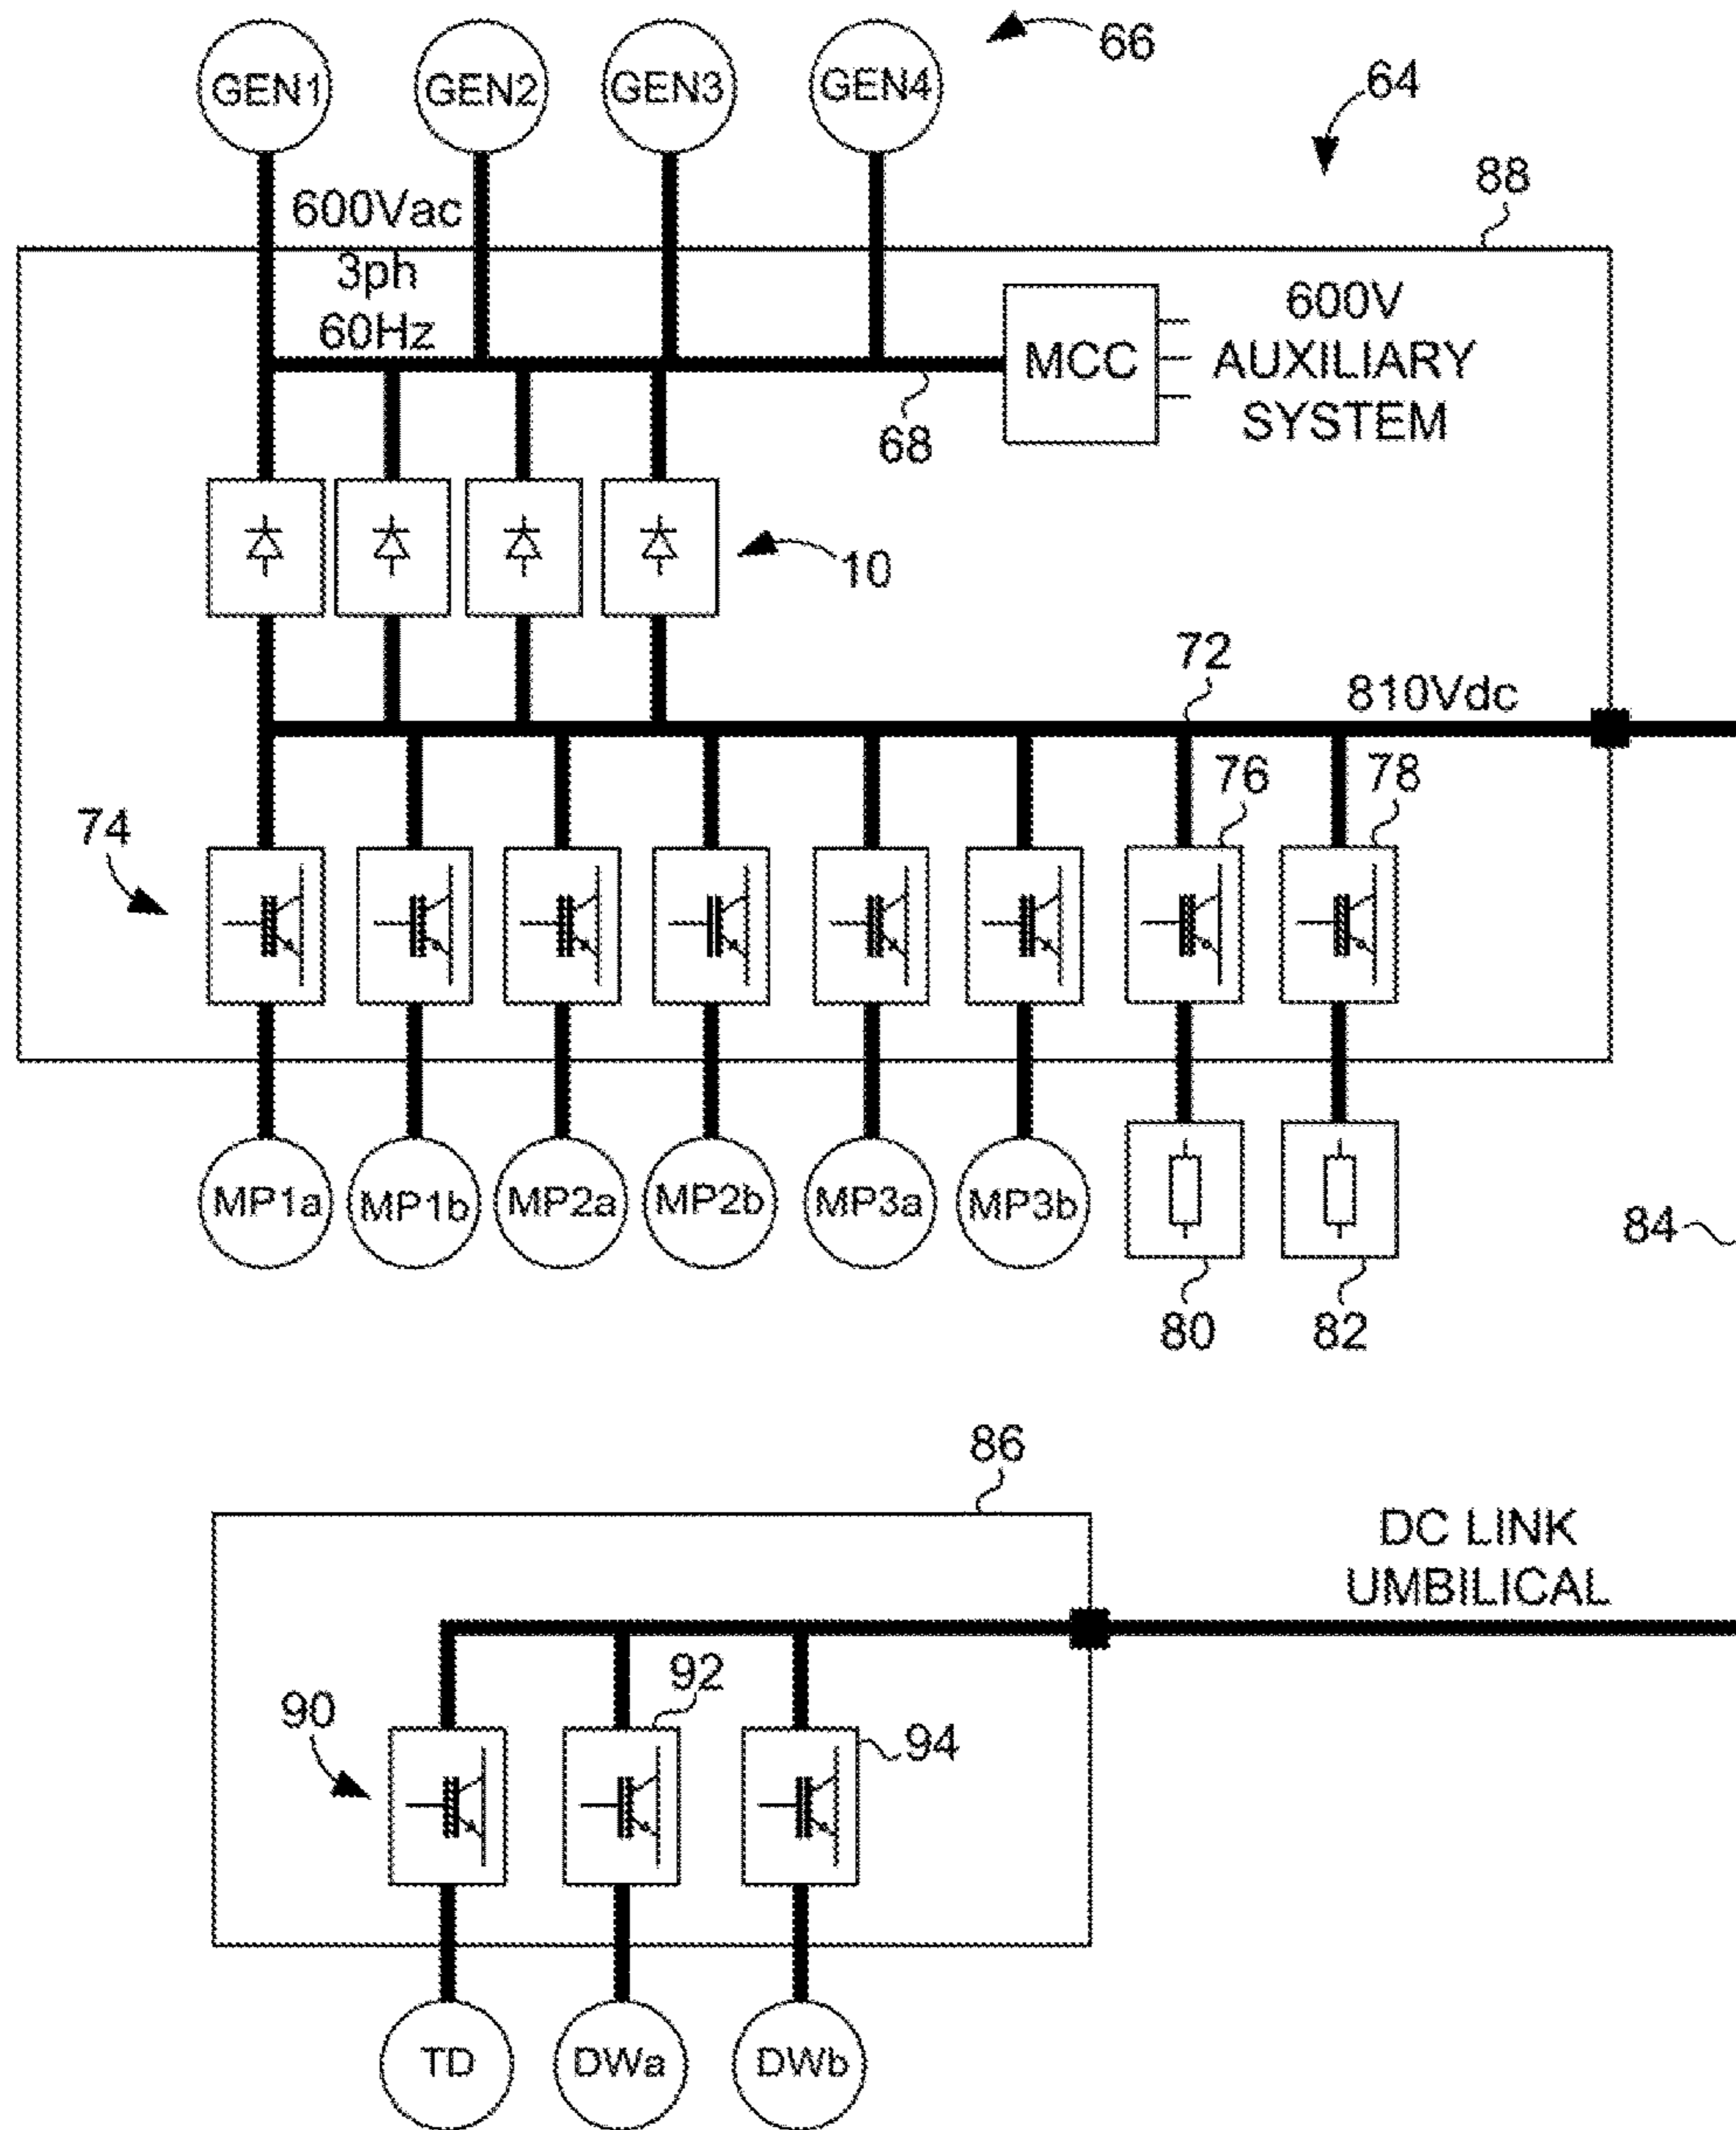 GEN1 GEN2 GEN3 GEN4 66
64
600Vac
3ph
60Hz
88
MCC
600V
AUXILIARY
SYSTEM
68
10
72
810Vdc
74
76
78
MP1a MP1b MP2a MP2b MP3a MP3b
84
80
82
86
DC LINK
UMBILICAL
90
92
94
TD DWa DWb